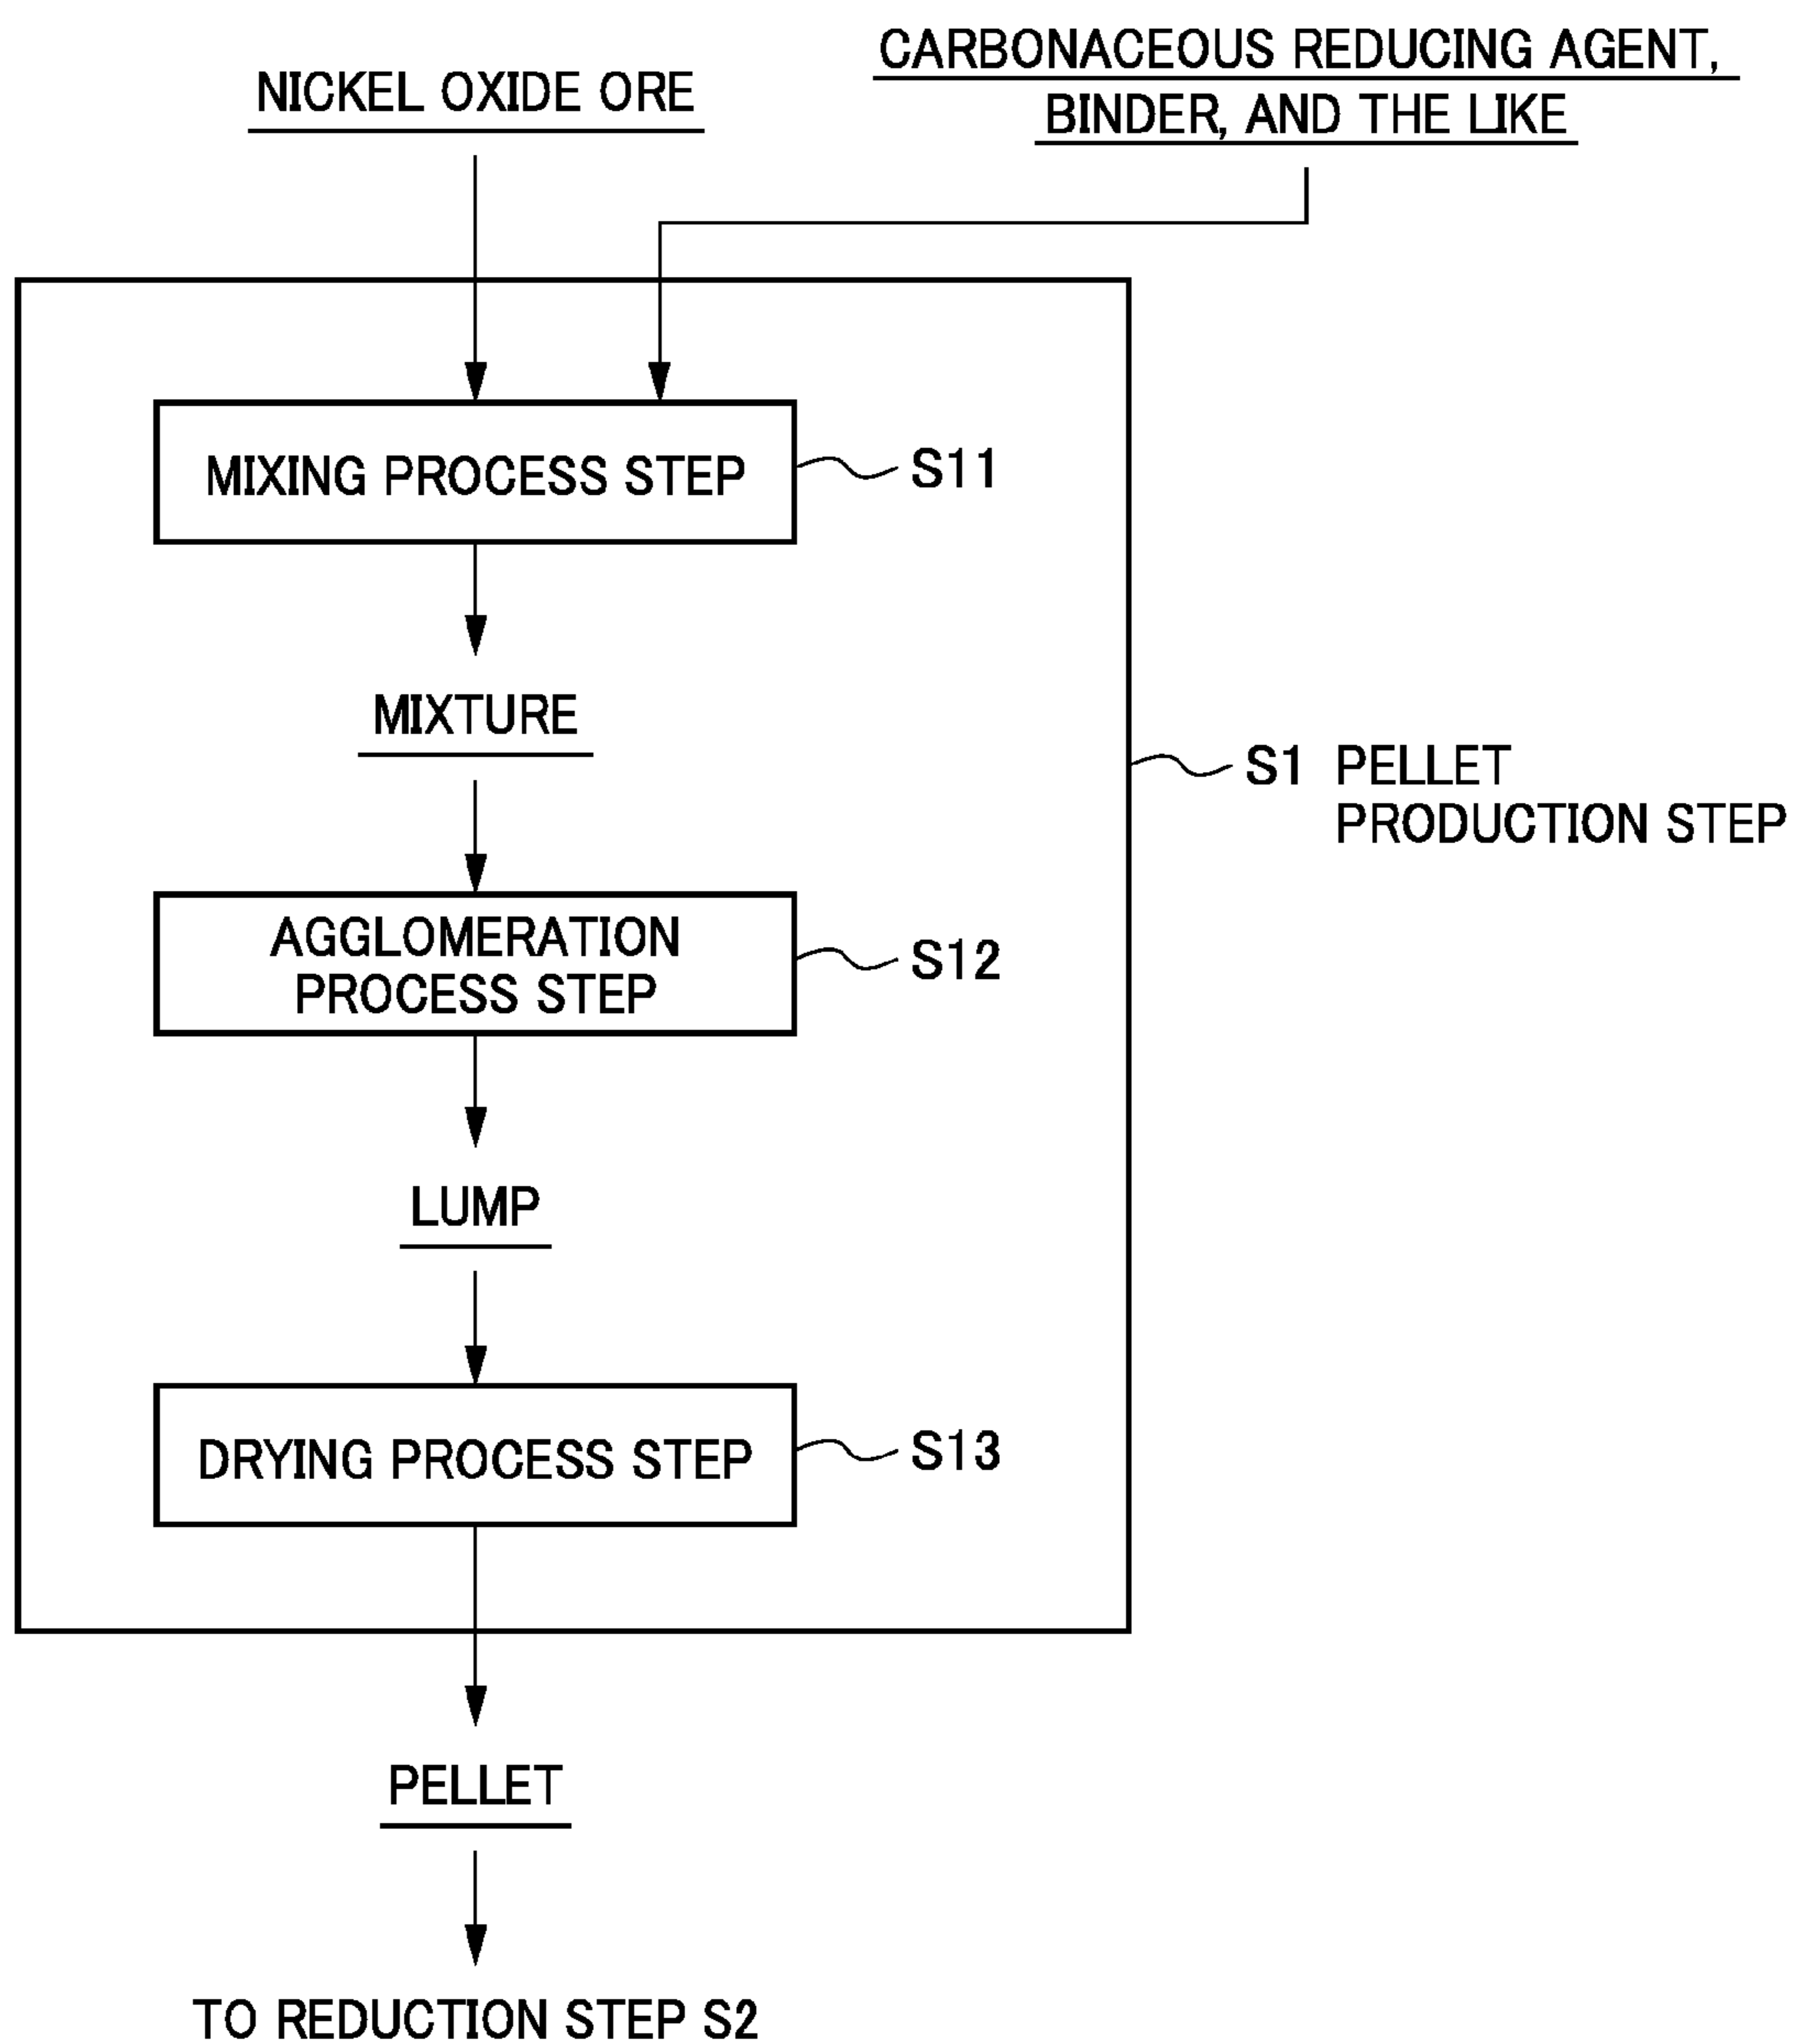 CARBONACEOUS REDUCING AGENT,
BINDER, AND THE LIKE
NICKEL OXIDE ORE
MIXING PROCESS STEP
S11
MIXTURE
S1 PELLET
PRODUCTION STEP
AGGLOMERATION
PROCESS STEP
S12
LUMP
DRYING PROCESS STEP
S13
PELLET
TO REDUCTION STEP S2